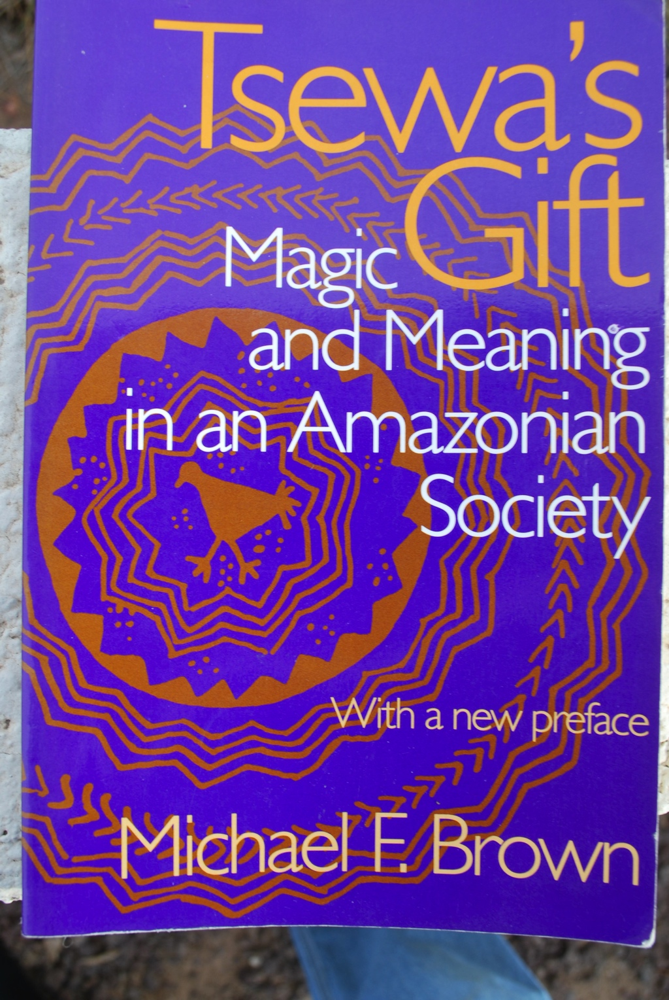 Tsewa's
Gift
Magic
and Meaning
in an Amazonian
Society
With a new preface
Michael F. Brown